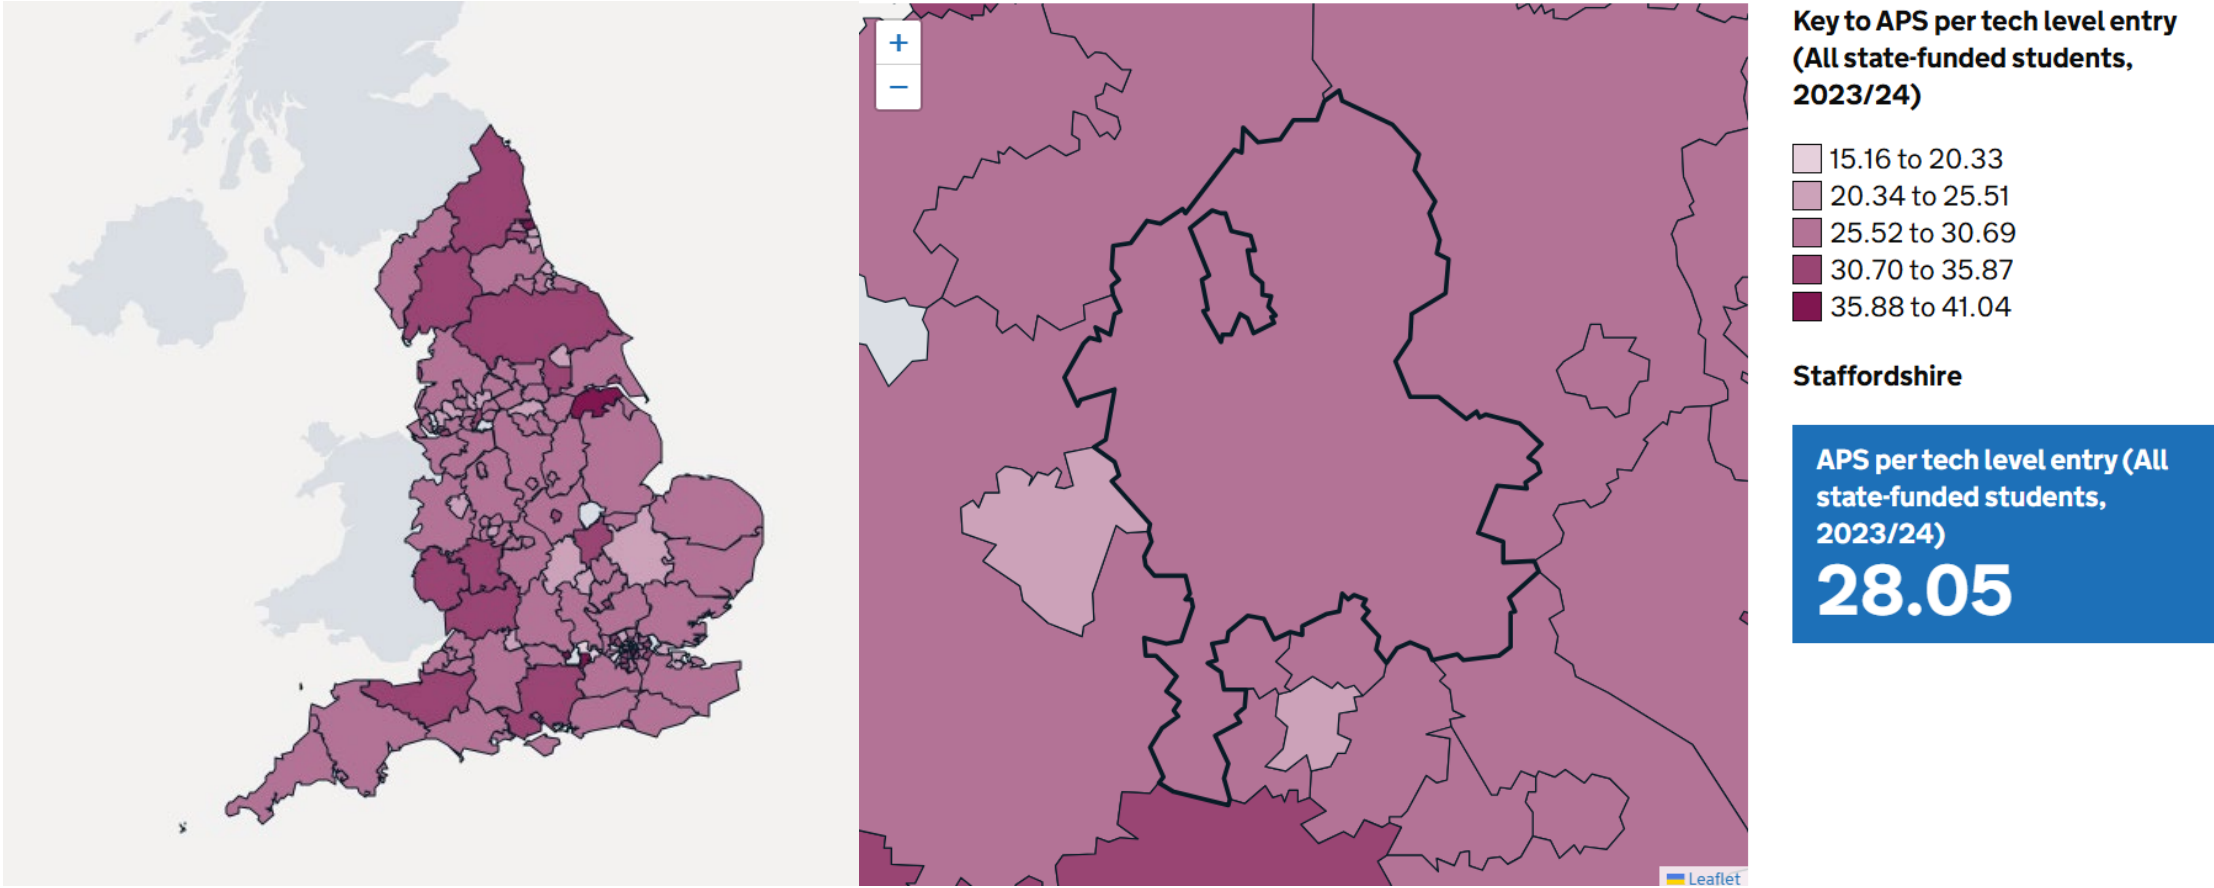 +
−
Key to APS per tech level entry
(All state-funded students,
2023/24)
15.16 to 20.33
20.34 to 25.51
25.52 to 30.69
30.70 to 35.87
35.88 to 41.04
Staffordshire
APS per tech level entry (All
state-funded students,
2023/24)
28.05
Leaflet